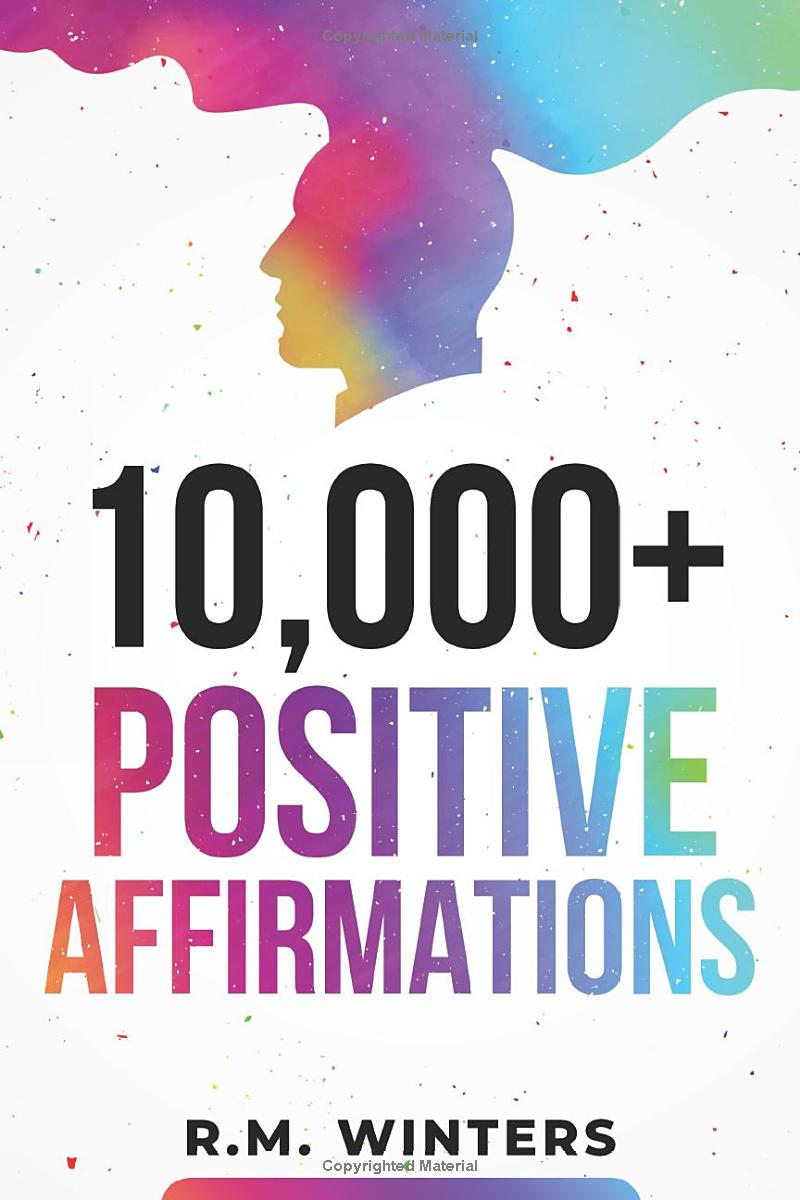 Copyrighted Material
10,000+
POSITIVE
AFFIRMATIONS
R.M. WINTERS
Copyrighted Material